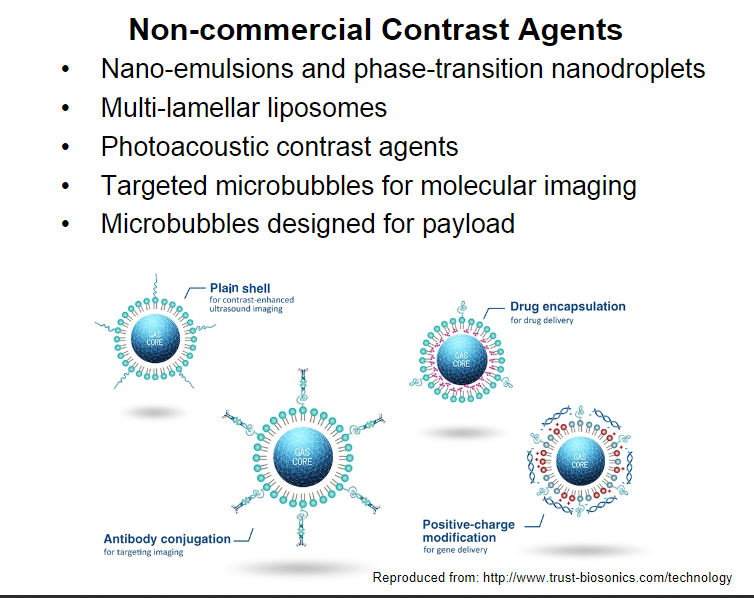 Non-commercial Contrast Agents
• Nano-emulsions and phase-transition nanodroplets
• Multi-lamellar liposomes
• Photoacoustic contrast agents
• Targeted microbubbles for molecular imaging
• Microbubbles designed for payload
Plain shell
for contrast-enhanced
ultrasound imaging
GAS
CORE
Drug encapsulation
for drug delivery
GAS
CORE
GAS
CORE
Antibody conjugation
for targeting imaging
GAS
CORE
Positive-charge
modification
for gene delivery
Reproduced from: http://www.trust-biosonics.com/technology